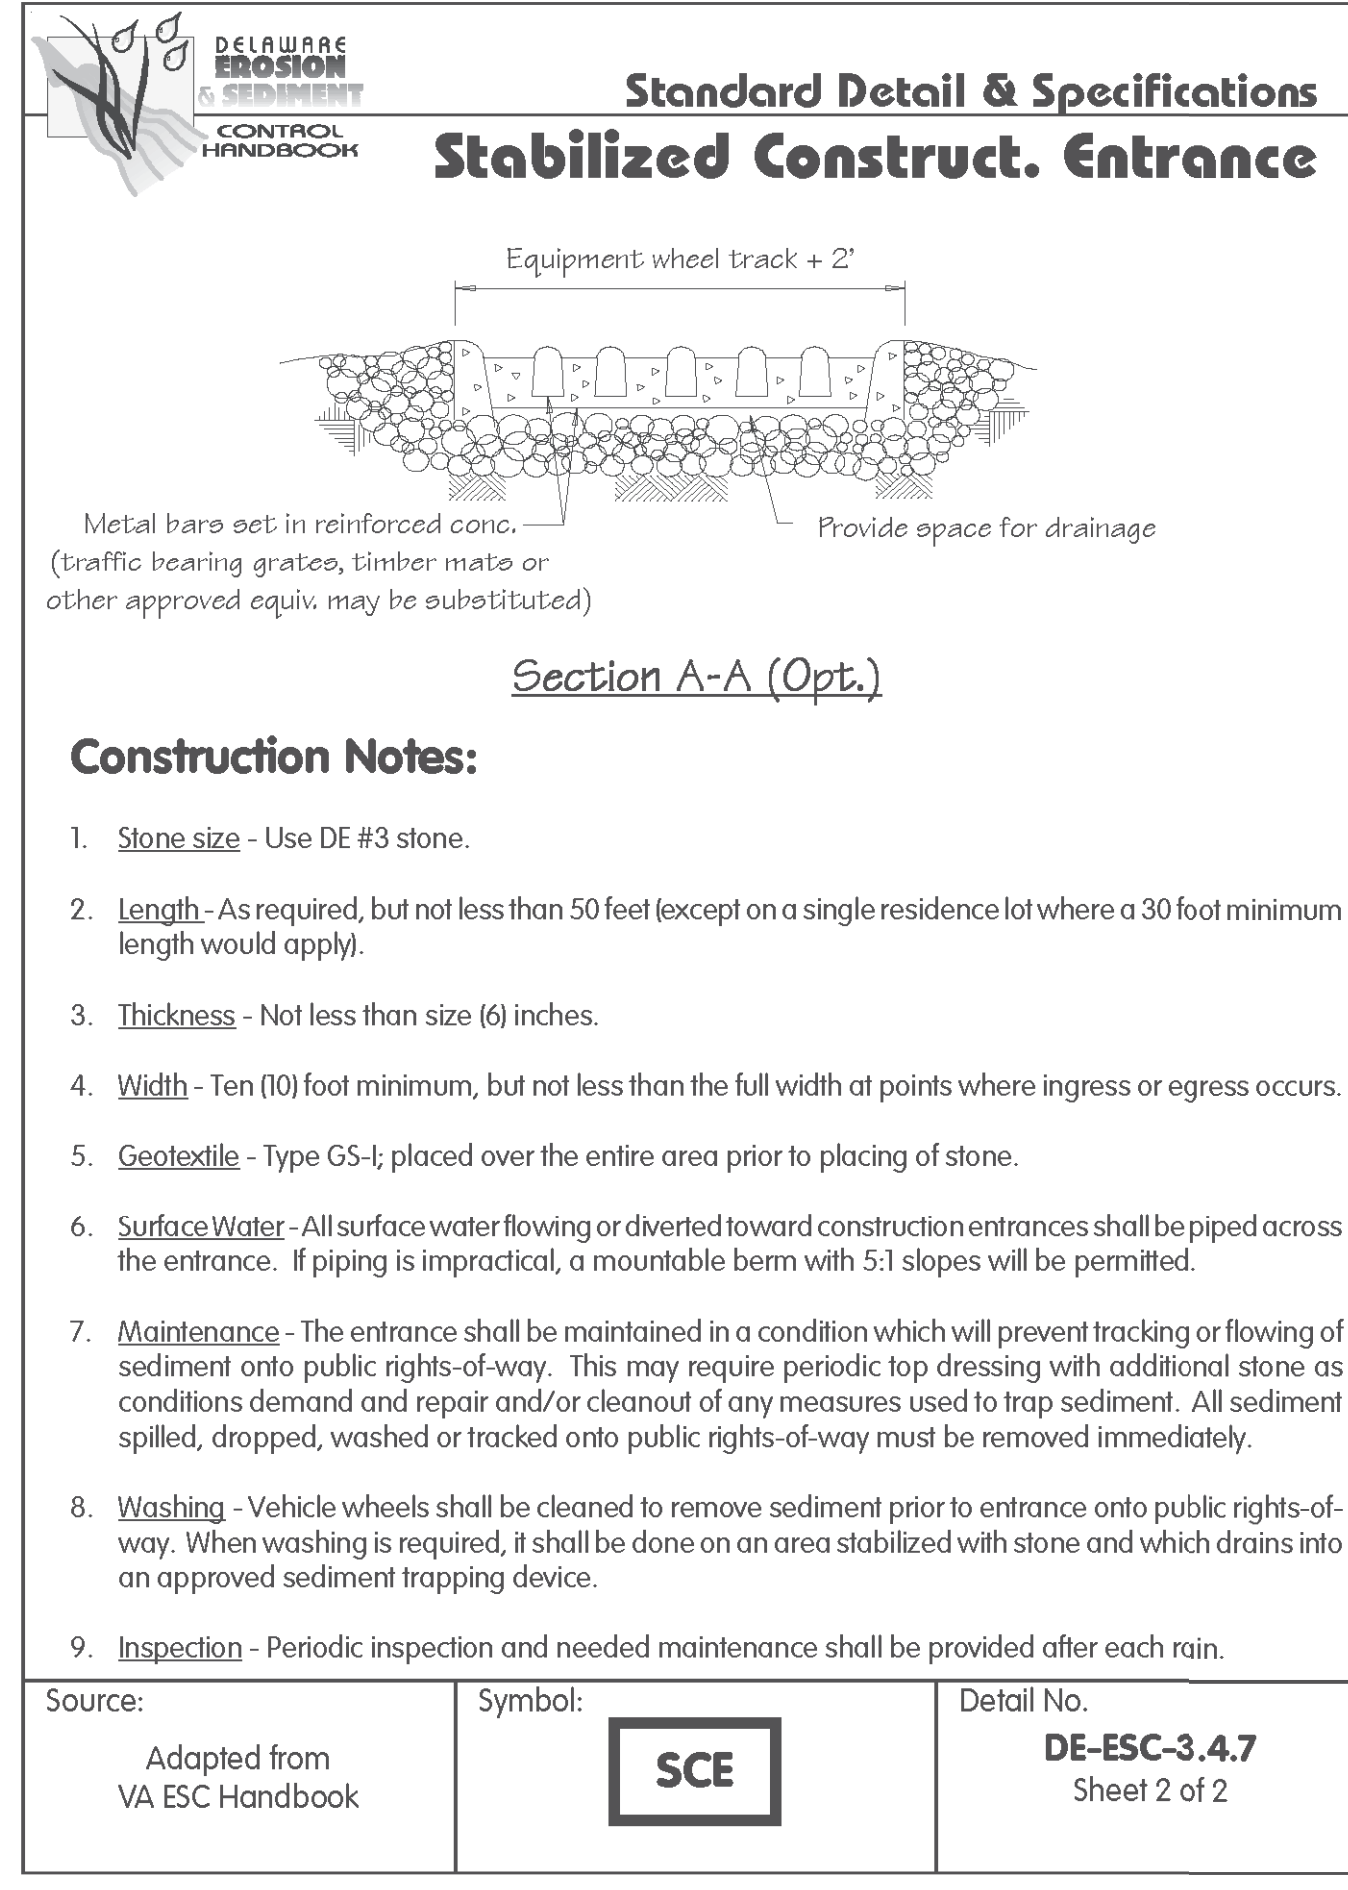 DELAWARE
EROSION
& SEDIMENT
CONTROL
HANDBOOK
Standard Detail & Specifications
Stabilized Construct. Entrance
Equipment wheel track + 2'
Metal bars set in reinforced conc.
(traffic bearing grates, timber mats or
other approved equiv. may be substituted)
Provide space for drainage
Section A-A (Opt.)
Construction Notes:
1. Stone size - Use DE #3 stone.
2. Length - As required, but not less than 50 feet (except on a single residence lot where a 30 foot minimum
length would apply).
3. Thickness - Not less than size (6) inches.
4. Width - Ten (10) foot minimum, but not less than the full width at points where ingress or egress occurs.
5. Geotextile - Type GS-I; placed over the entire area prior to placing of stone.
6. Surface Water - All surface water flowing or diverted toward construction entrances shall be piped across
the entrance. If piping is impractical, a mountable berm with 5:1 slopes will be permitted.
7. Maintenance - The entrance shall be maintained in a condition which will prevent tracking or flowing of
sediment onto public rights-of-way. This may require periodic top dressing with additional stone as
conditions demand and repair and/or cleanout of any measures used to trap sediment. All sediment
spilled, dropped, washed or tracked onto public rights-of-way must be removed immediately.
8. Washing - Vehicle wheels shall be cleaned to remove sediment prior to entrance onto public rights-of-
way. When washing is required, it shall be done on an area stabilized with stone and which drains into
an approved sediment trapping device.
9. Inspection - Periodic inspection and needed maintenance shall be provided after each rain.
Source:
Adapted from
VA ESC Handbook
Symbol:
SCE
Detail No.
DE-ESC-3.4.7
Sheet 2 of 2